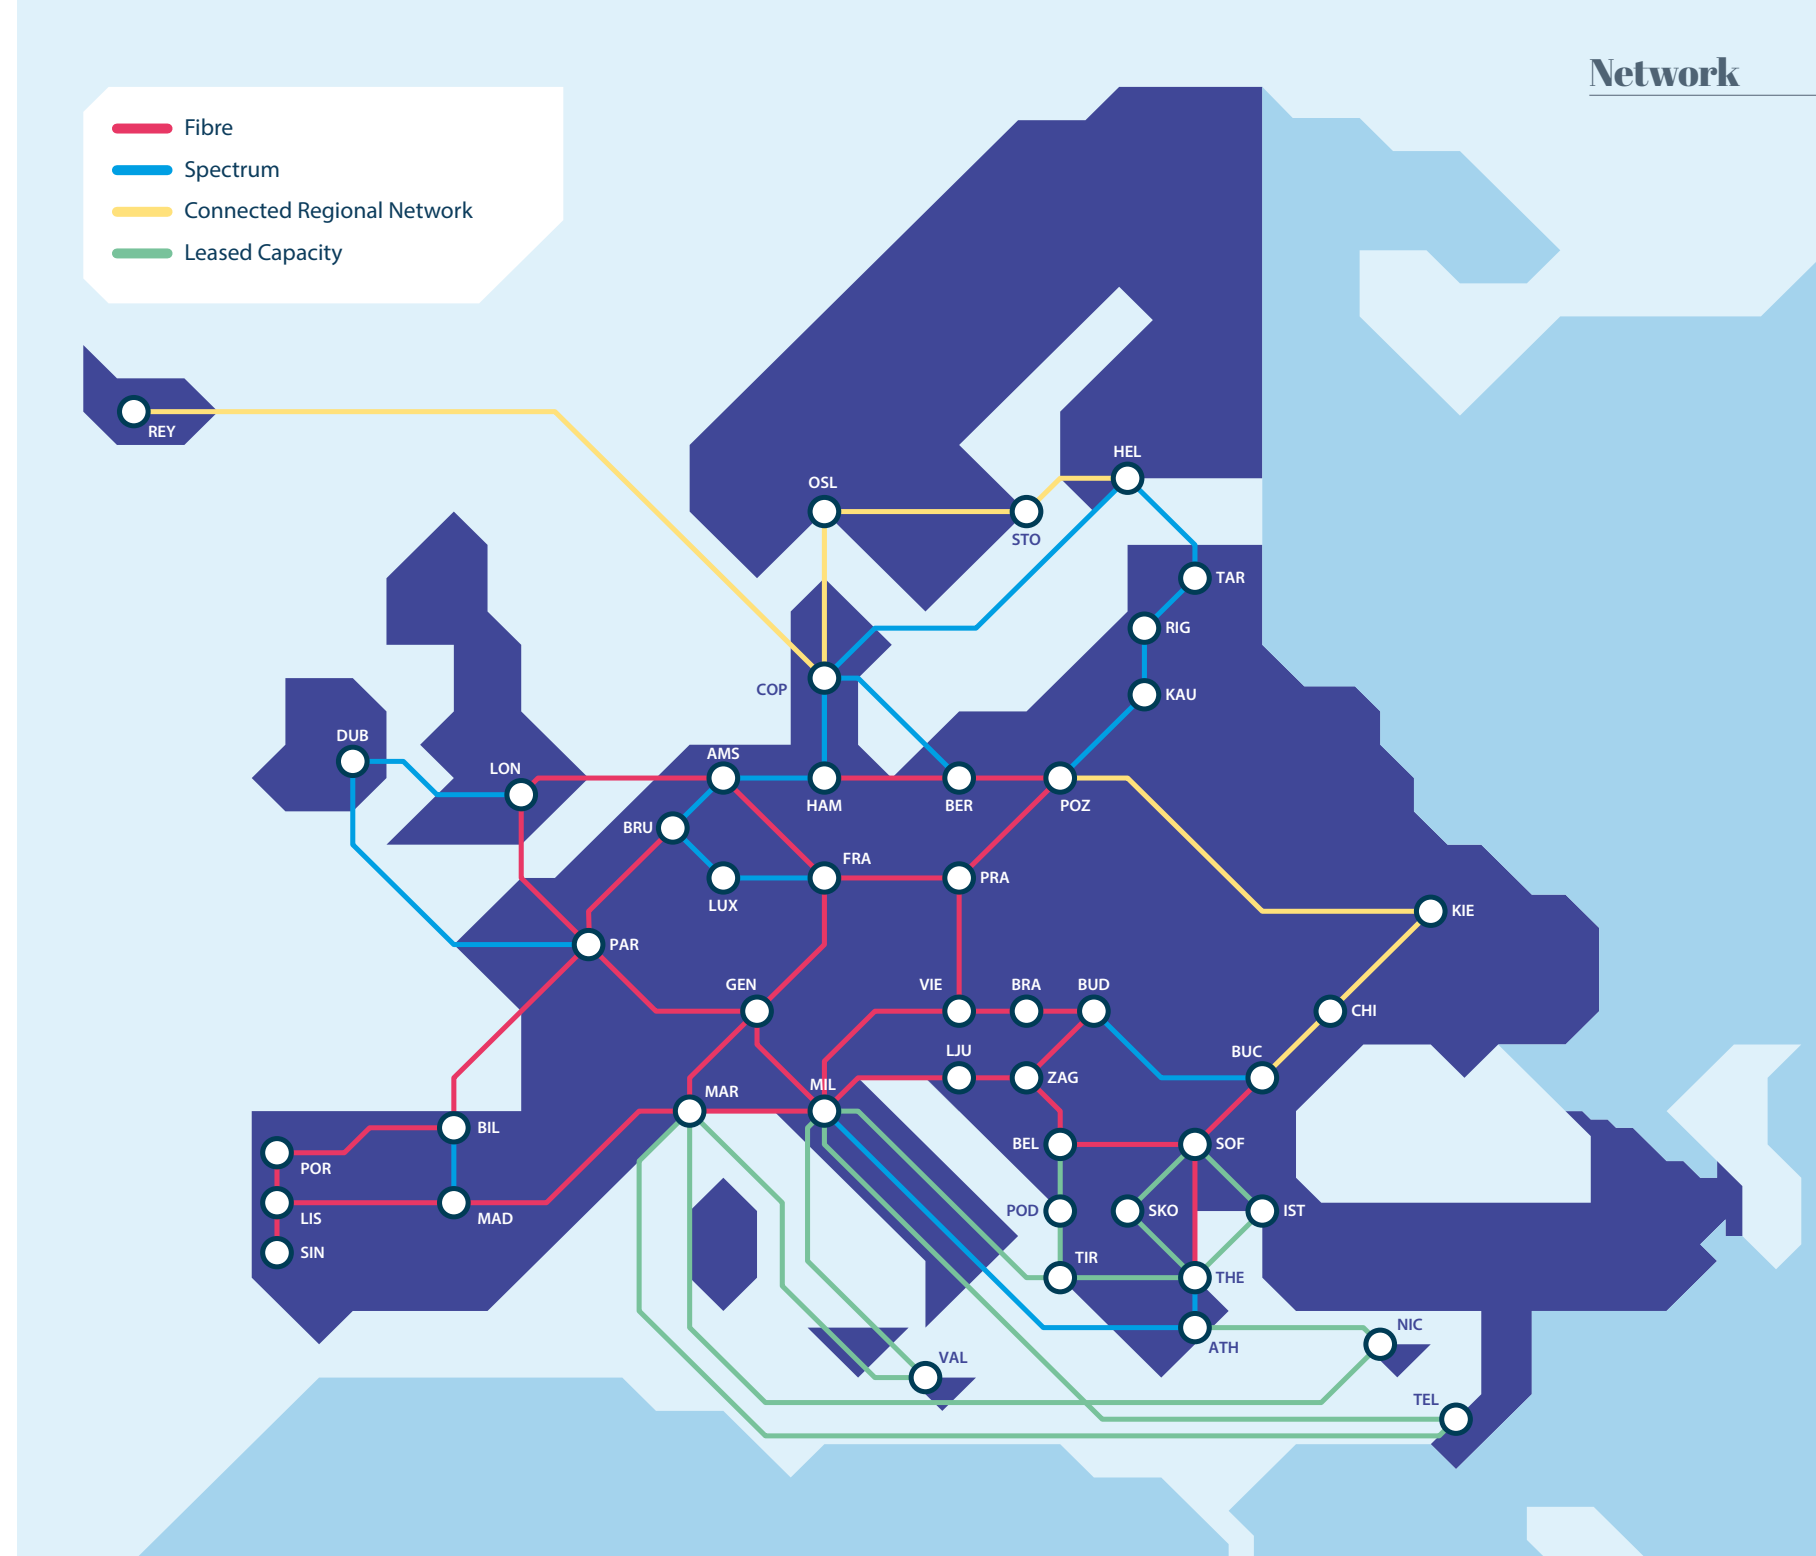 Network
Fibre
Spectrum
Connected Regional Network
Leased Capacity
REY
HEL
OSL
STO
TAR
RIG
COP
KAU
DUB
AMS
LON
HAM
BER
POZ
BRU
FRA
PRA
LUX
KIE
PAR
GEN
VIE
BRA
BUD
CHI
LJU
BUC
ZAG
MIL
MAR
BIL
BEL
SOF
POR
POD
SKO
IST
LIS
MAD
SIN
TIR
THE
NIC
ATH
VAL
TEL